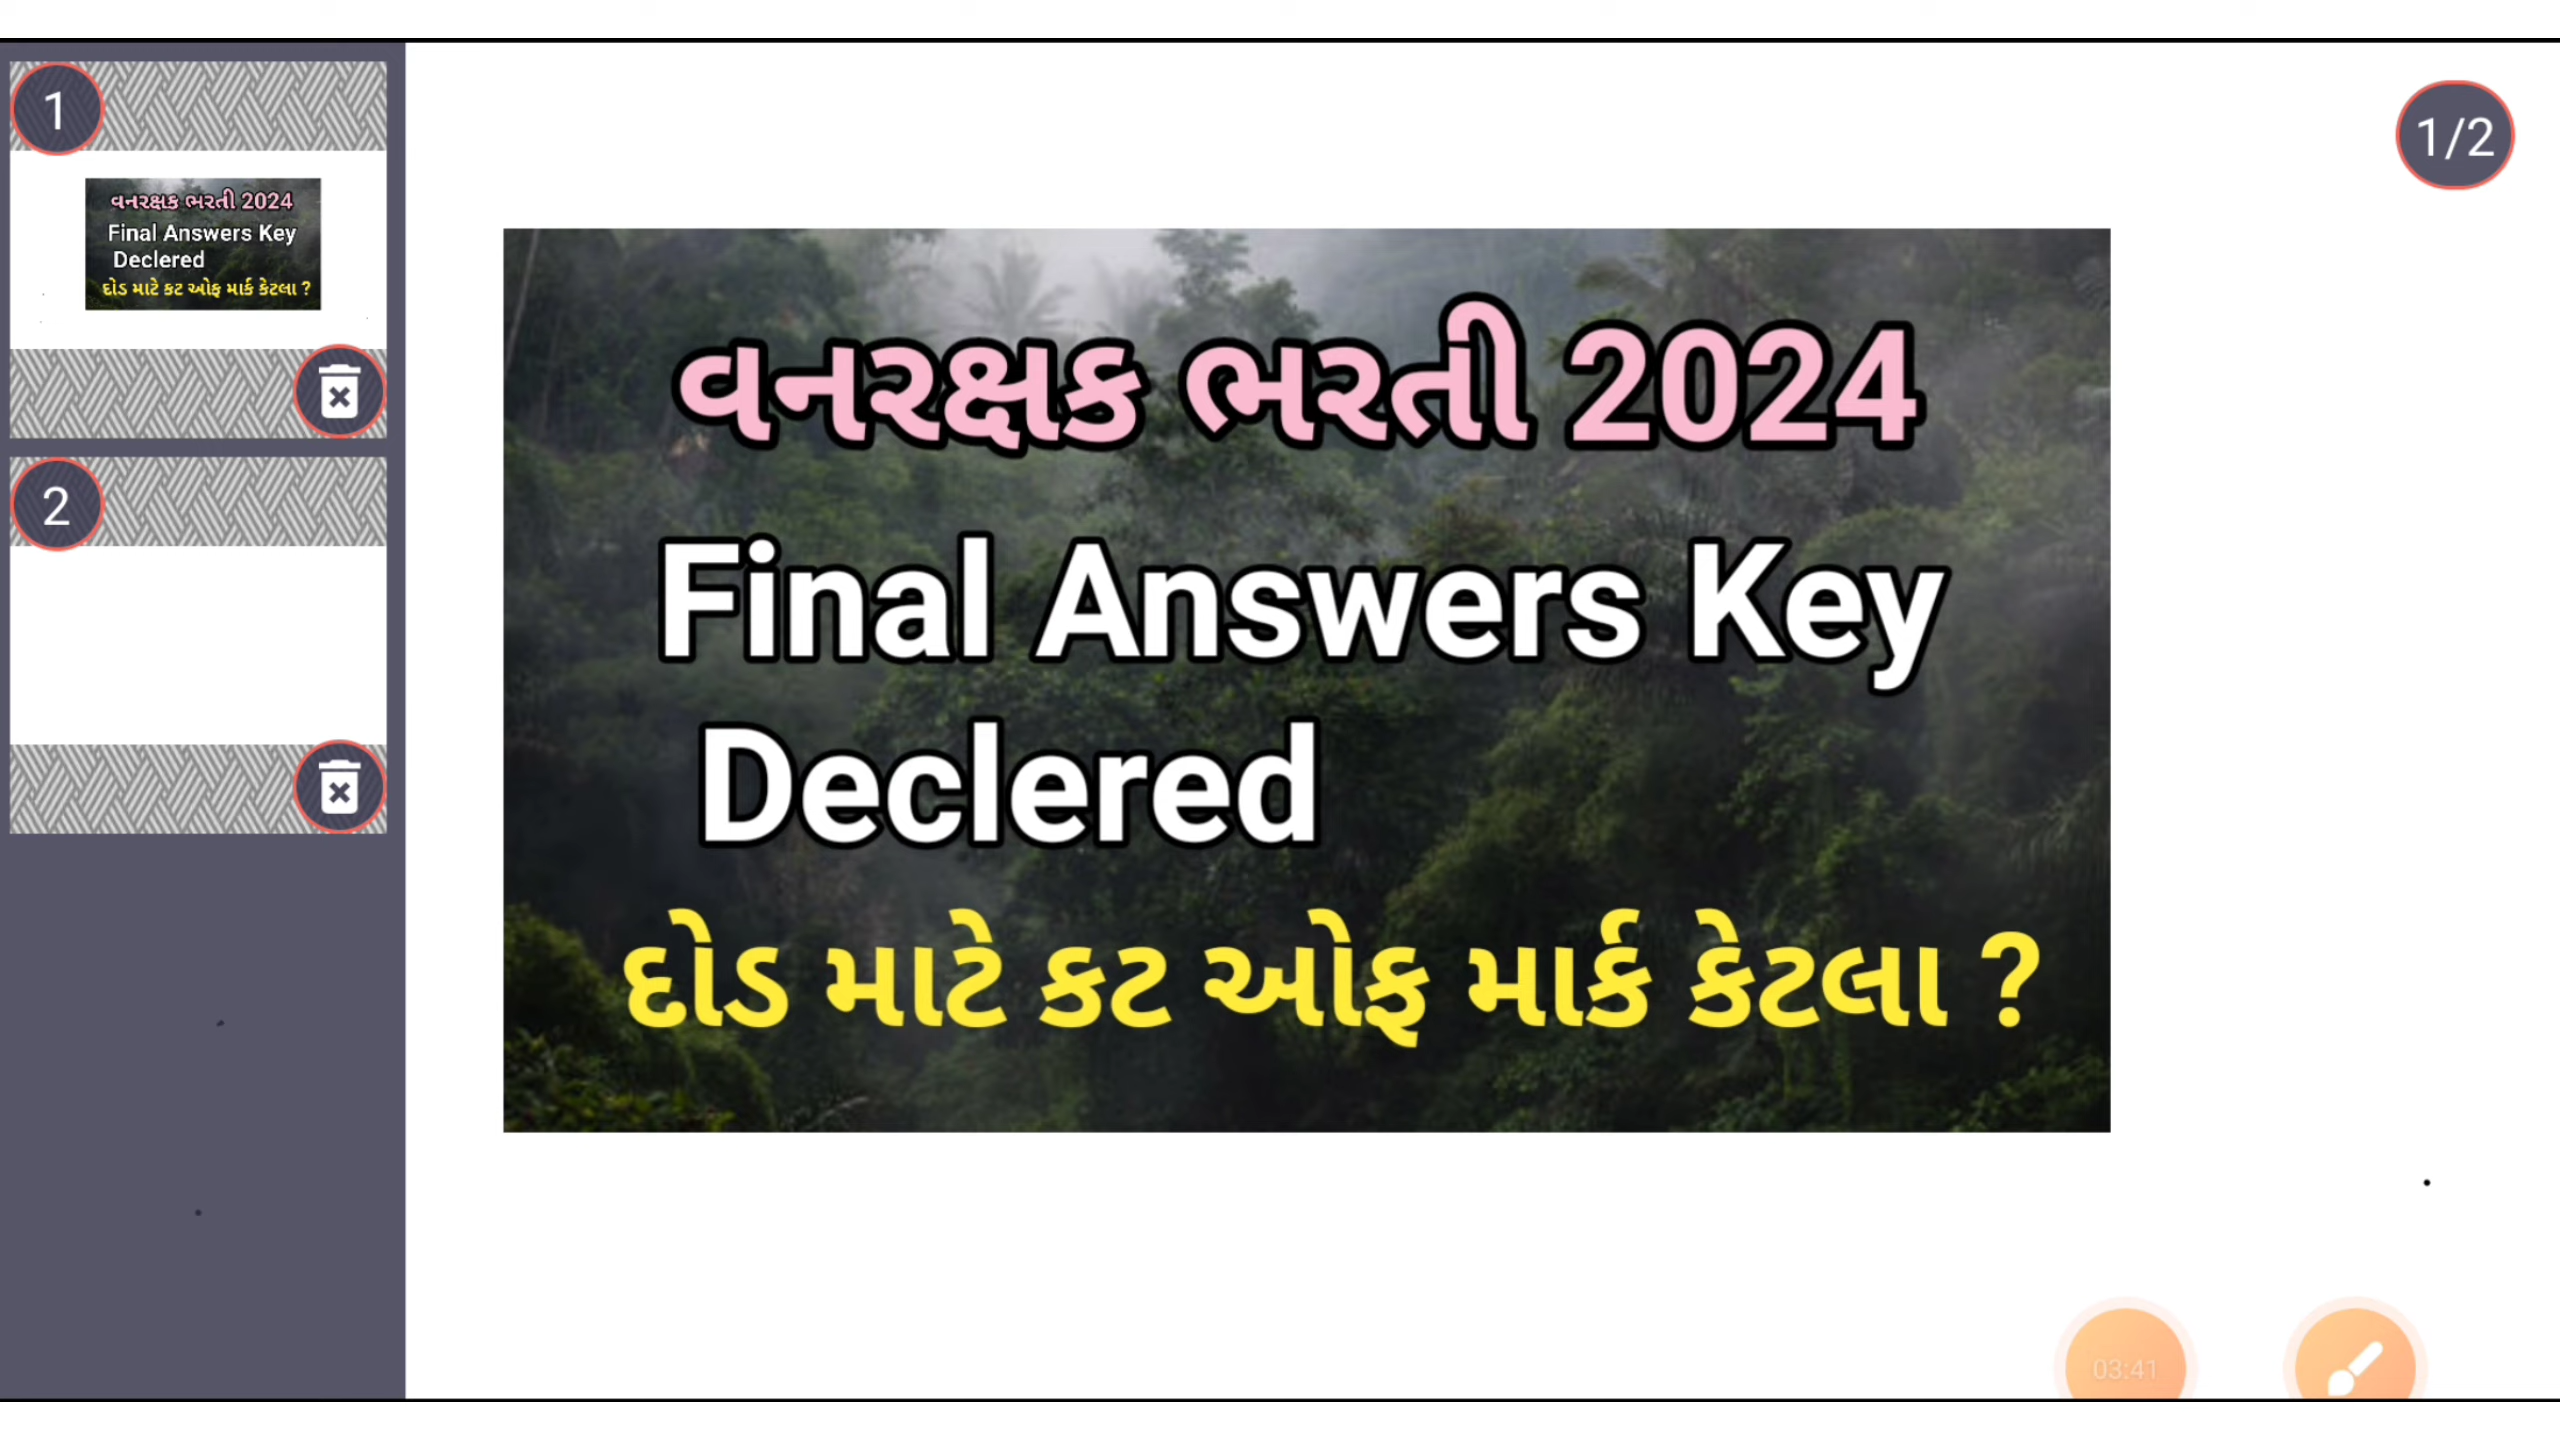 1
વનરક્ષક ભરતી 2024
Final Answers Key
Declered
દોડ માટે કટ ઓફ માર્ક કેટલા ?
2
1/2
વનરક્ષક ભરતી 2024
Final Answers Key
Declered
દોડ માટે કટ ઓફ માર્ક કેટલા ?
03:41